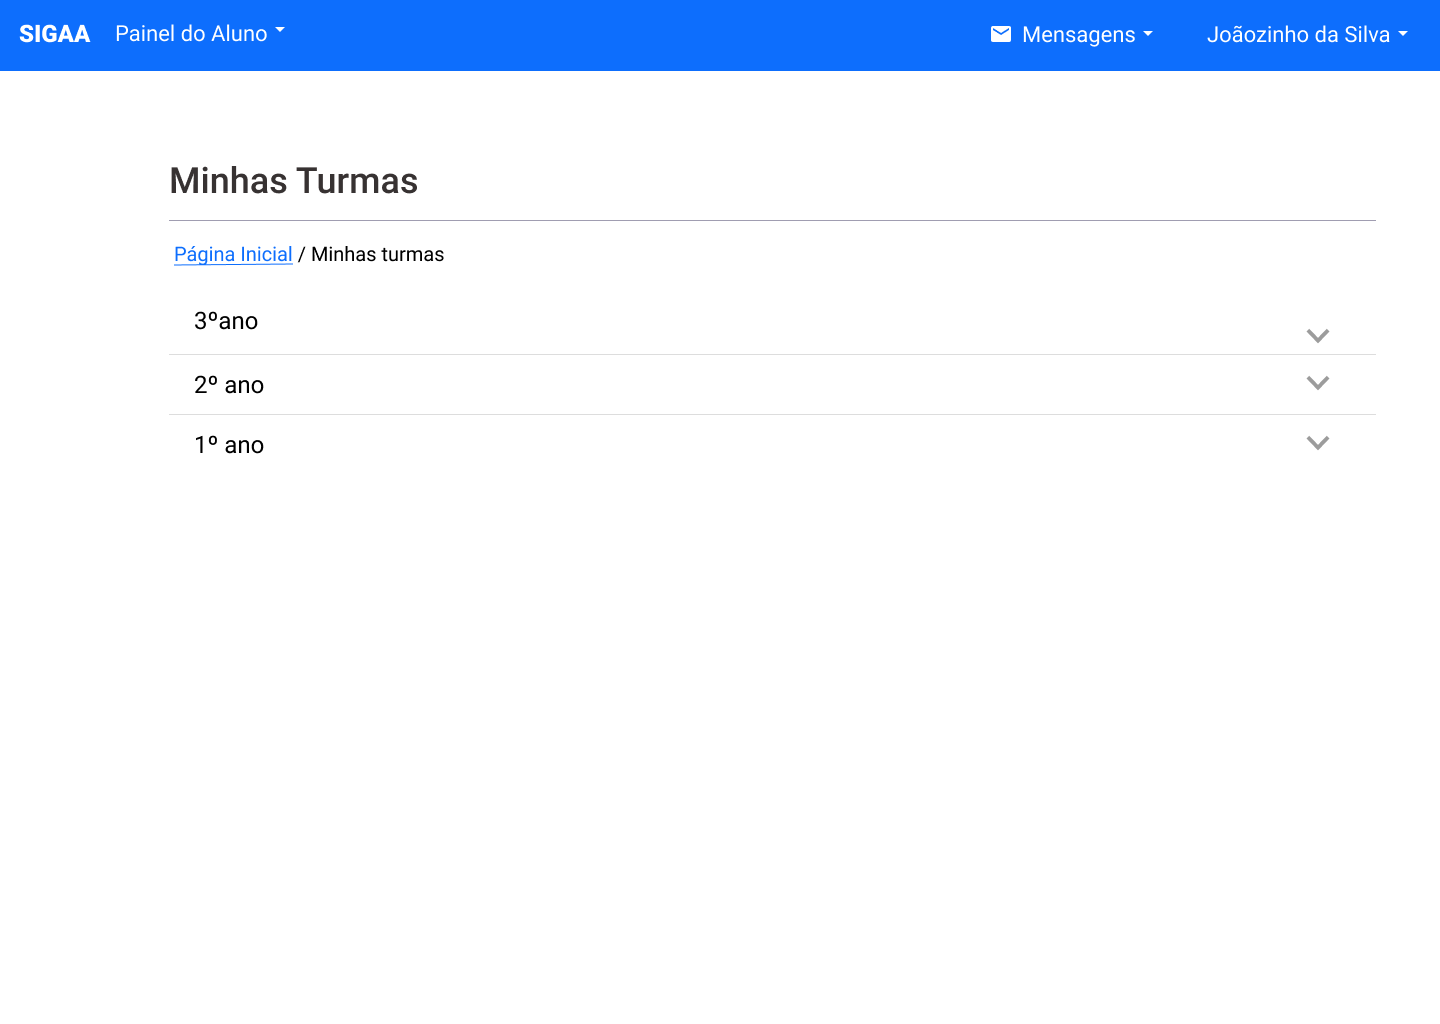 SIGAA Painel do Aluno Mensagens Joãozinho da Silva
Minhas Turmas
Página Inicial / Minhas turmas
3ºano
2º ano
1º ano